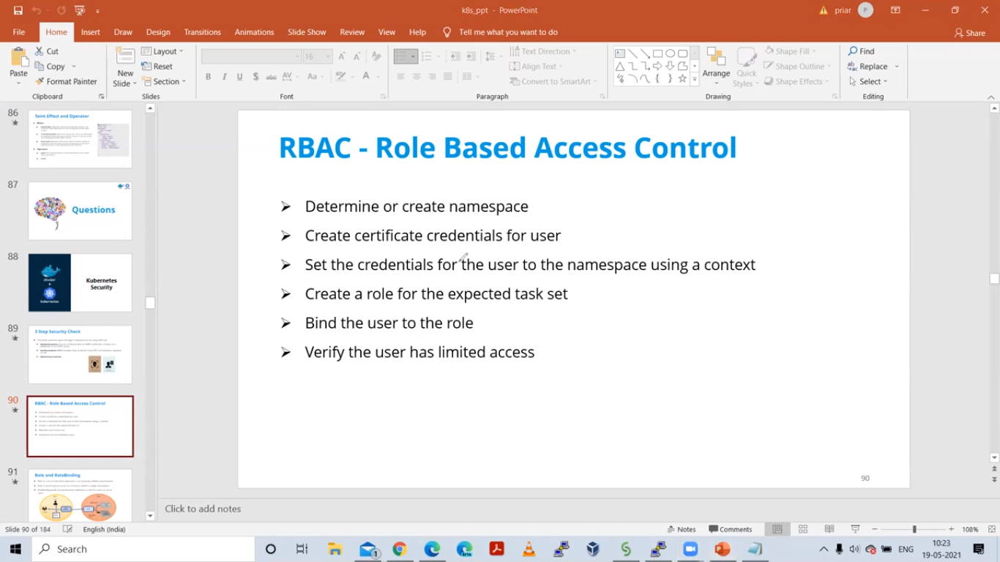 k8s_ppt - PowerPoint
priar
P
File Home Insert Draw Design Transitions Animations Slide Show Review View Help Tell me what you want to do
Share
Paste
Cut
Copy
Format Painter
Clipboard
New
Slide
Layout
Reset
Section
Slides
16
Font
Text Direction
Align Text
Convert to SmartArt
Paragraph
Arrange
Quick
Styles
Shape Fill
Shape Outline
Shape Effects
Drawing
Find
Replace
Select
Editing
86
Taint Effect and Operator
87
Questions
88
docker
+
kubernetes
Kubernetes
Security
89
3 Step Security Check
90
RBAC - Role Based Access Control
91
Role and RoleBinding
RBAC - Role Based Access Control
➢ Determine or create namespace
➢ Create certificate credentials for user
➢ Set the credentials for the user to the namespace using a context
➢ Create a role for the expected task set
➢ Bind the user to the role
➢ Verify the user has limited access
90
Click to add notes
Slide 90 of 184 English (India) Notes Comments 108%
Search
ENG
10:23
19-05-2021